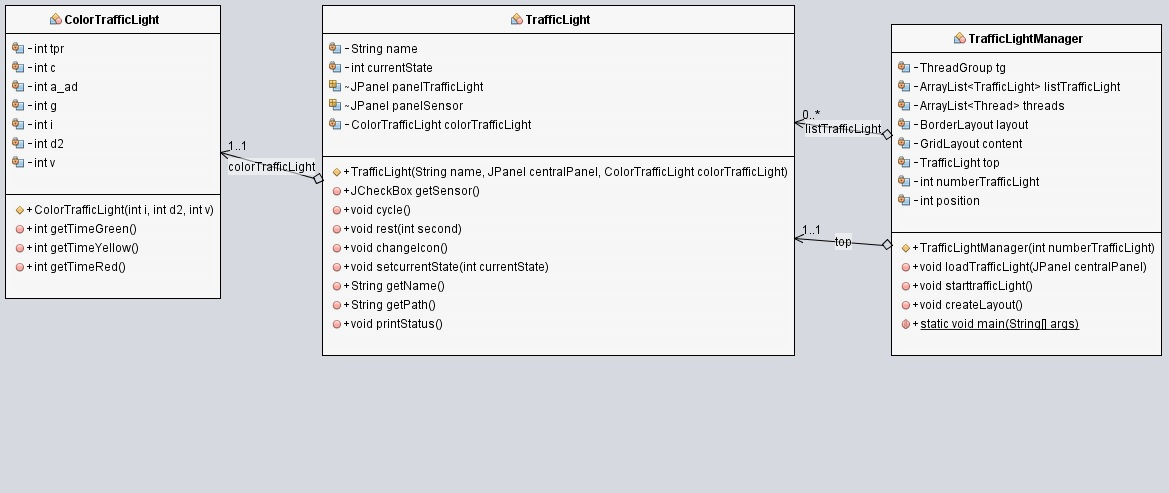 ColorTrafficLight
- int tpr
- int c
- int a_ad
- int g
- int i
- int d2
- int v
+ ColorTrafficLight(int i, int d2, int v)
+ int getTimeGreen()
+ int getTimeYellow()
+ int getTimeRed()
1..1
colorTrafficLight
TrafficLight
- String name
- int currentState
~ JPanel panelTrafficLight
~ JPanel panelSensor
- ColorTrafficLight colorTrafficLight
+ TrafficLight(String name, JPanel centralPanel, ColorTrafficLight colorTrafficLight)
+ JCheckBox getSensor()
+ void cycle()
+ void rest(int second)
+ void changeIcon()
+ void setcurrentState(int currentState)
+ String getName()
+ String getPath()
+ void printStatus()
0..*
listTrafficLight
1..1
top
TrafficLightManager
- ThreadGroup tg
- ArrayList<TrafficLight> listTrafficLight
- ArrayList<Thread> threads
- BorderLayout layout
- GridLayout content
- TrafficLight top
- int numberTrafficLight
- int position
+ TrafficLightManager(int numberTrafficLight)
+ void loadTrafficLight(JPanel centralPanel)
+ void starttrafficLight()
+ void createLayout()
+ static void main(String[] args)